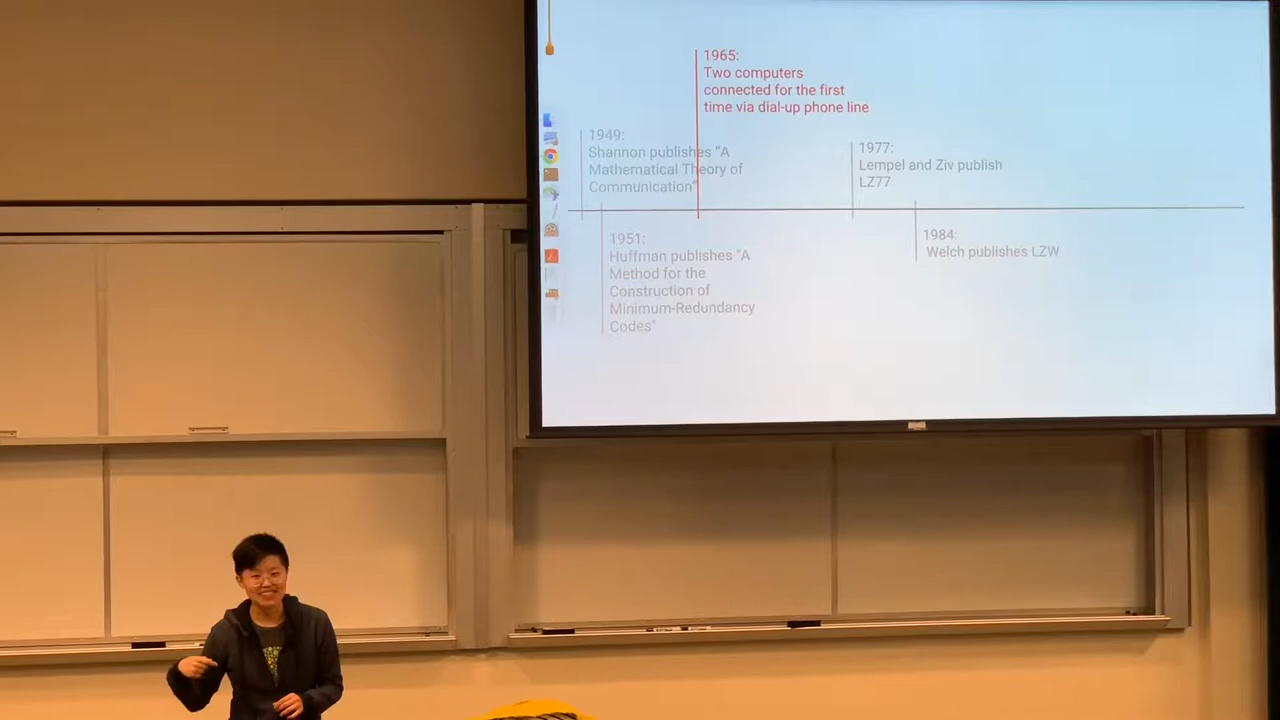 1965:
Two computers
connected for the first
time via dial-up phone line
1949:
Shannon publishes "A
Mathematical Theory of
Communication"
1977:
Lempel and Ziv publish
LZ77
1951:
Huffman publishes "A
Method for the
Construction of
Minimum-Redundancy
Codes"
1984:
Welch publishes LZW